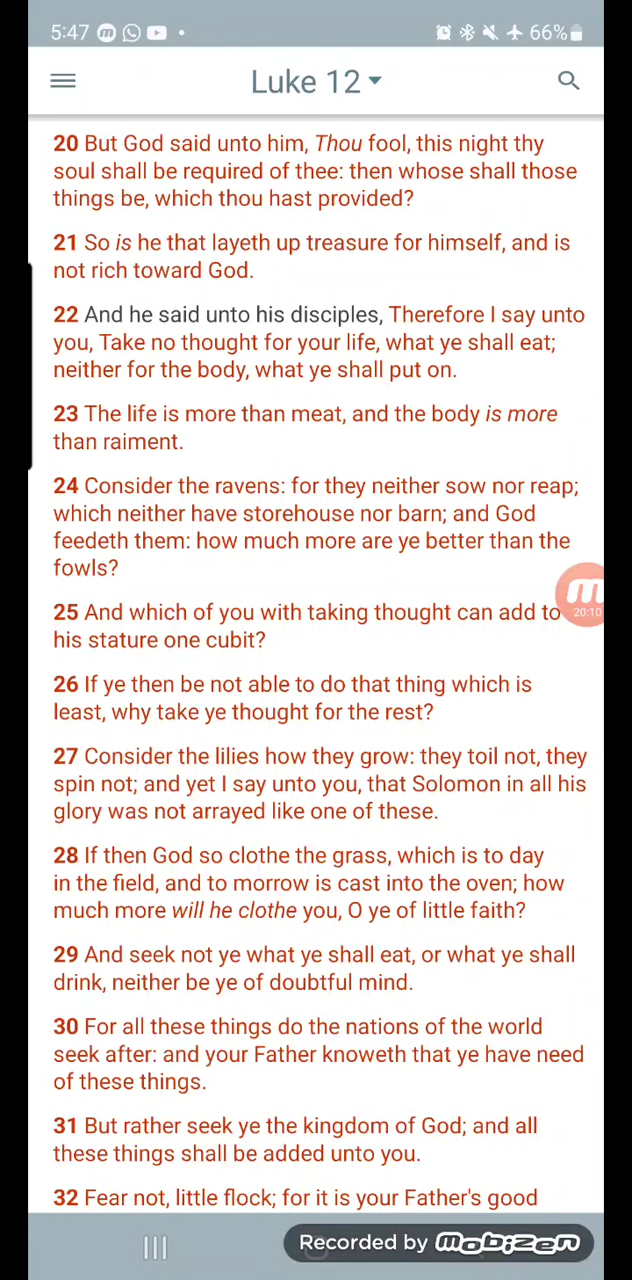 5:47 66%
Luke 12
20 But God said unto him, Thou fool, this night thy
soul shall be required of thee: then whose shall those
things be, which thou hast provided?
21 So is he that layeth up treasure for himself, and is
not rich toward God.
22 And he said unto his disciples, Therefore I say unto
you, Take no thought for your life, what ye shall eat;
neither for the body, what ye shall put on.
23 The life is more than meat, and the body is more
than raiment.
24 Consider the ravens: for they neither sow nor reap;
which neither have storehouse nor barn; and God
feedeth them: how much more are ye better than the
fowls?
25 And which of you with taking thought can add to
his stature one cubit?
m
20:10
26 If ye then be not able to do that thing which is
least, why take ye thought for the rest?
27 Consider the lilies how they grow: they toil not, they
spin not; and yet I say unto you, that Solomon in all his
glory was not arrayed like one of these.
28 If then God so clothe the grass, which is to day
in the field, and to morrow is cast into the oven; how
much more will he clothe you, O ye of little faith?
29 And seek not ye what ye shall eat, or what ye shall
drink, neither be ye of doubtful mind.
30 For all these things do the nations of the world
seek after: and your Father knoweth that ye have need
of these things.
31 But rather seek ye the kingdom of God; and all
these things shall be added unto you.
32 Fear not, little flock; for it is your Father's good
Recorded by mobizen